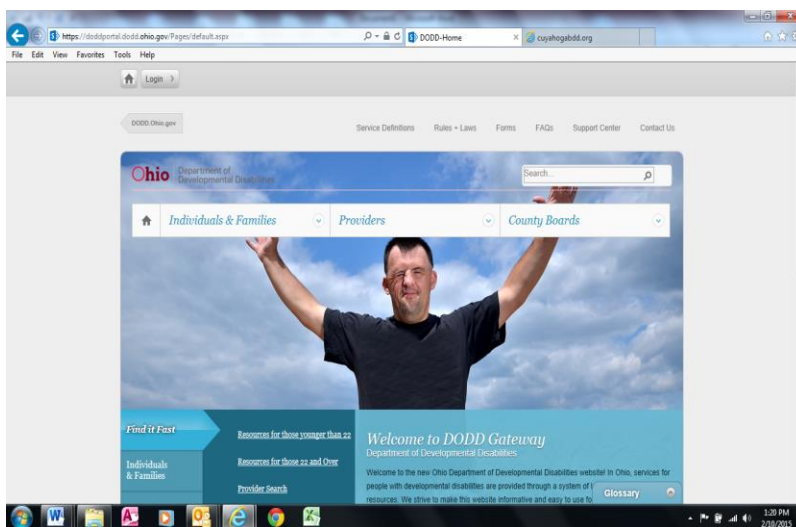 https://doddportal.dodd.ohio.gov/Pages/default.aspx
DODD-Home
cuyahogabdd.org
File Edit View Favorites Tools Help
Login
DODD.Ohio.gov
Service Definitions Rules + Laws Forms FAQs Support Center Contact Us
Ohio
Department of
Developmental Disabilities
Search...
Individuals & Families Providers County Boards
Find it Fast
Individuals
& Families
Resources for those younger than 22
Resources for those 22 and Over
Provider Search
Welcome to DODD Gateway
Department of Developmental Disabilities
Welcome to the new Ohio Department of Developmental Disabilities website! In Ohio, services for
people with developmental disabilities are provided through a system of
resources. We strive to make this website informative and easy to use fo
Glossary
1:20 PM
2/10/2015